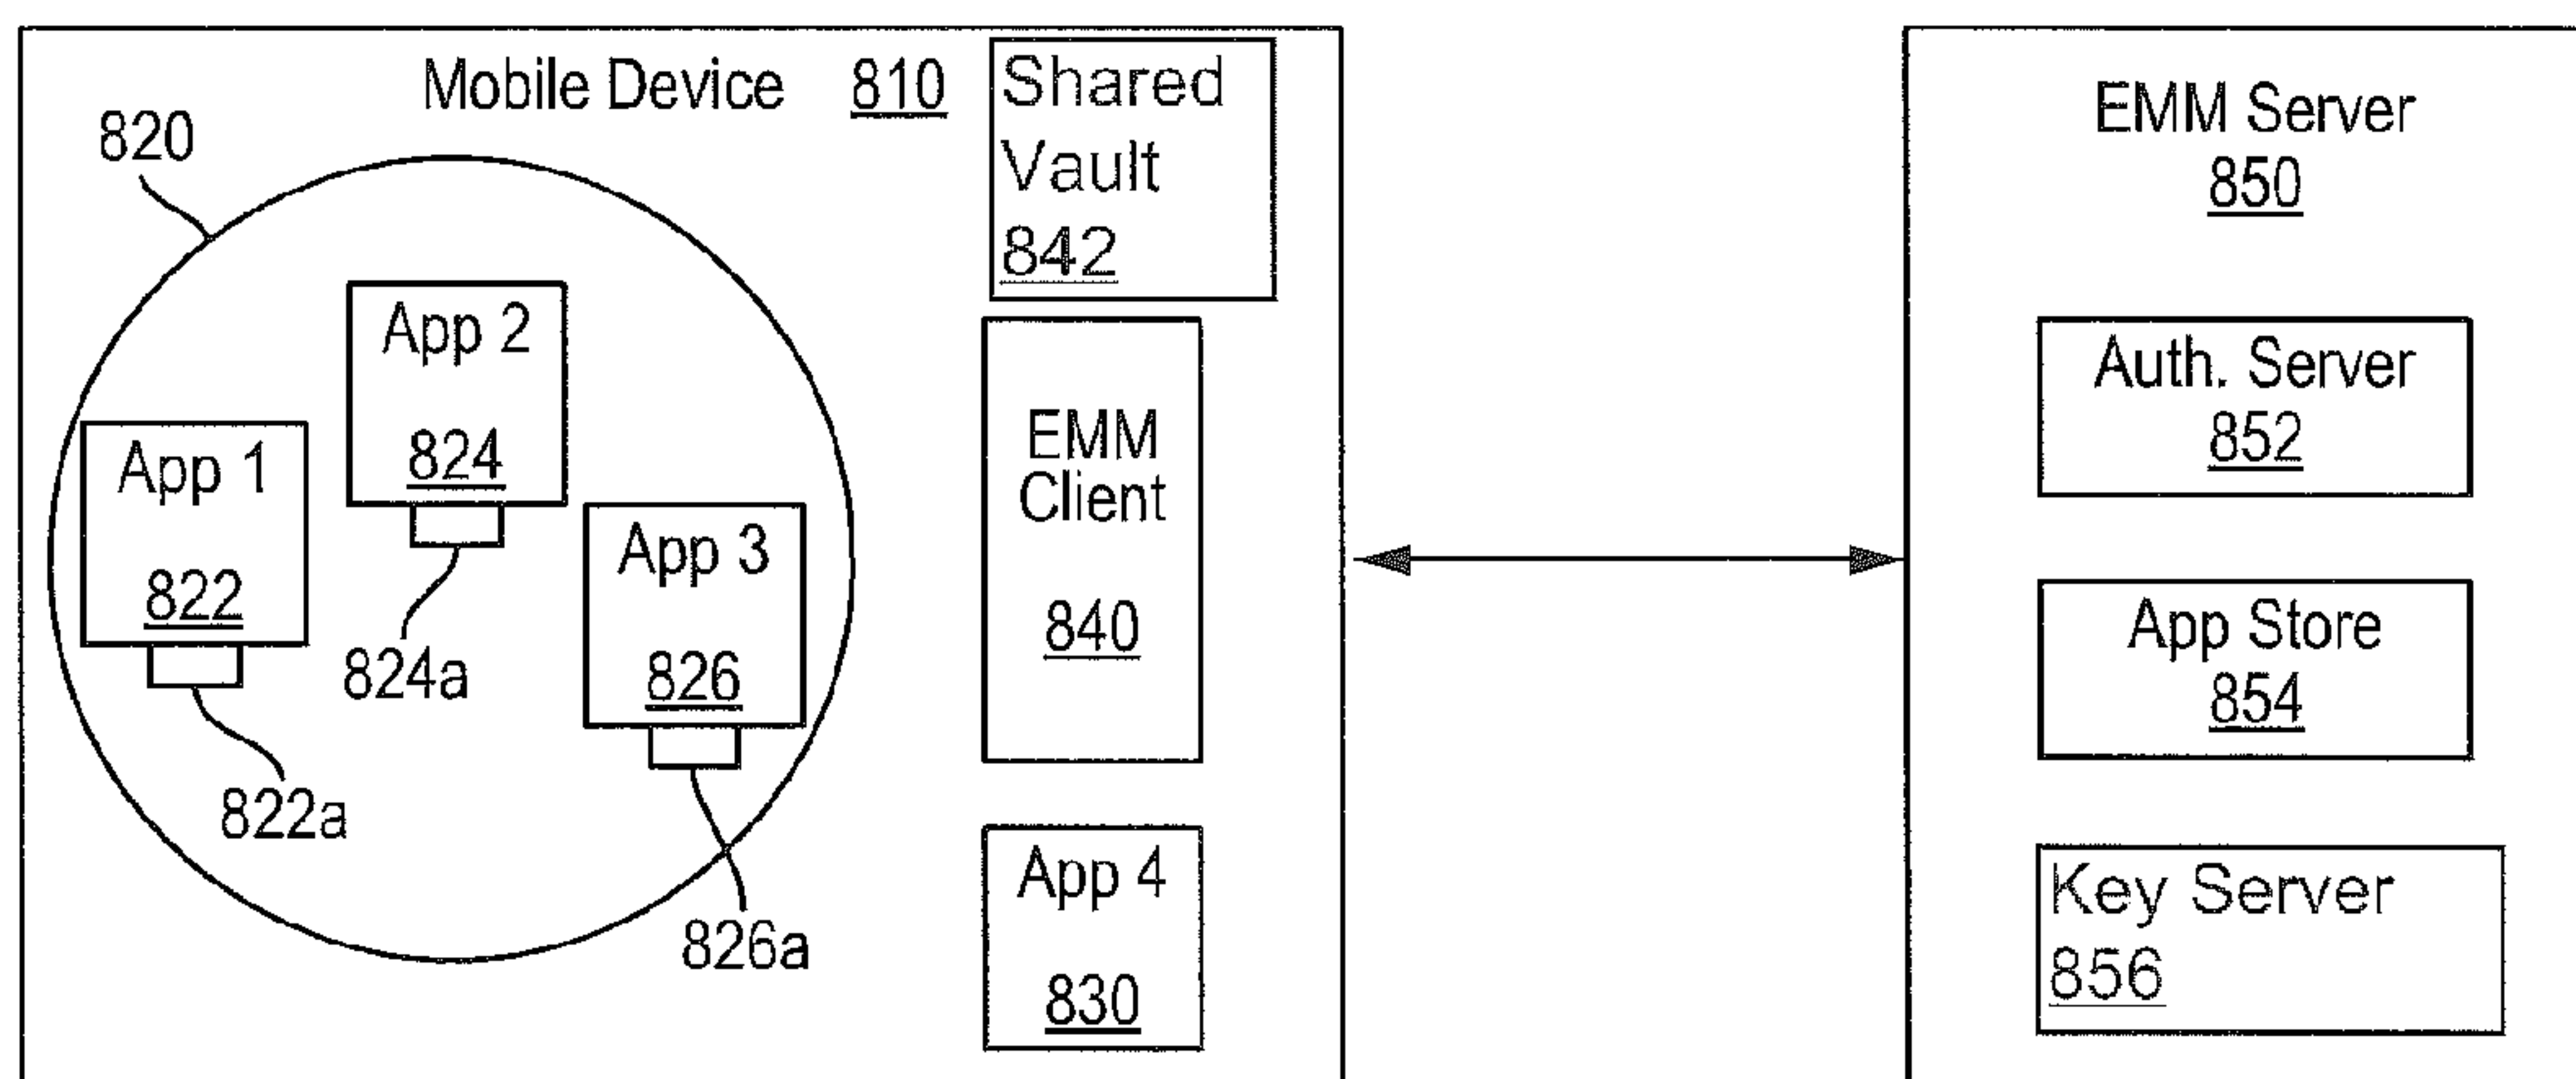 Mobile Device 810
820
App 1
822
822a
App 2
824
824a
App 3
826
826a
Shared
Vault
842
EMM
Client
840
App 4
830
EMM Server
850
Auth. Server
852
App Store
854
Key Server
856